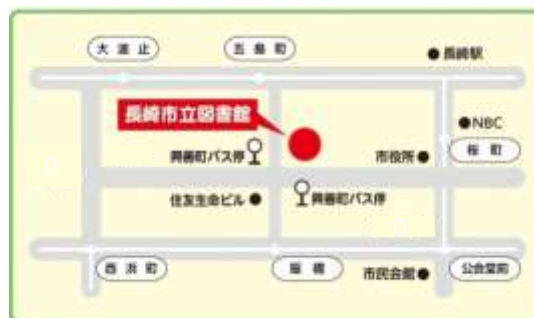 大波止
五島町
長崎駅
長崎市立図書館
NBC
興善町バス停
市役所
桜町
住友生命ビル
興善町バス停
西浜町
賑橋
市民会館
公会堂前